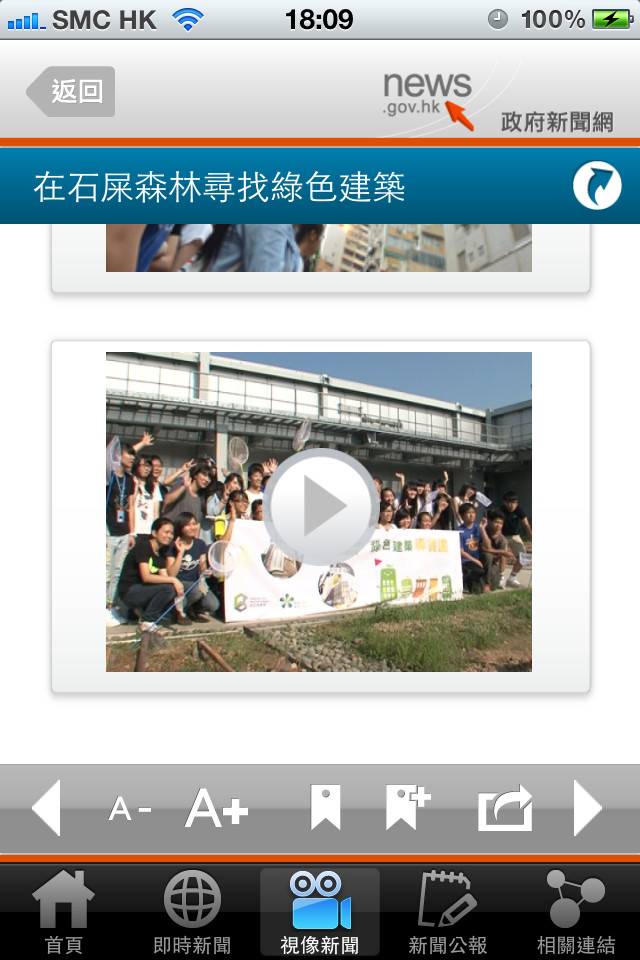 SMC HK 18:09 100%
返回
news
.gov.hk
政府新聞網
在石屎森林尋找綠色建築
綠色建築
A- A+
首頁 即時新聞 視像新聞 新聞公報 相關連結